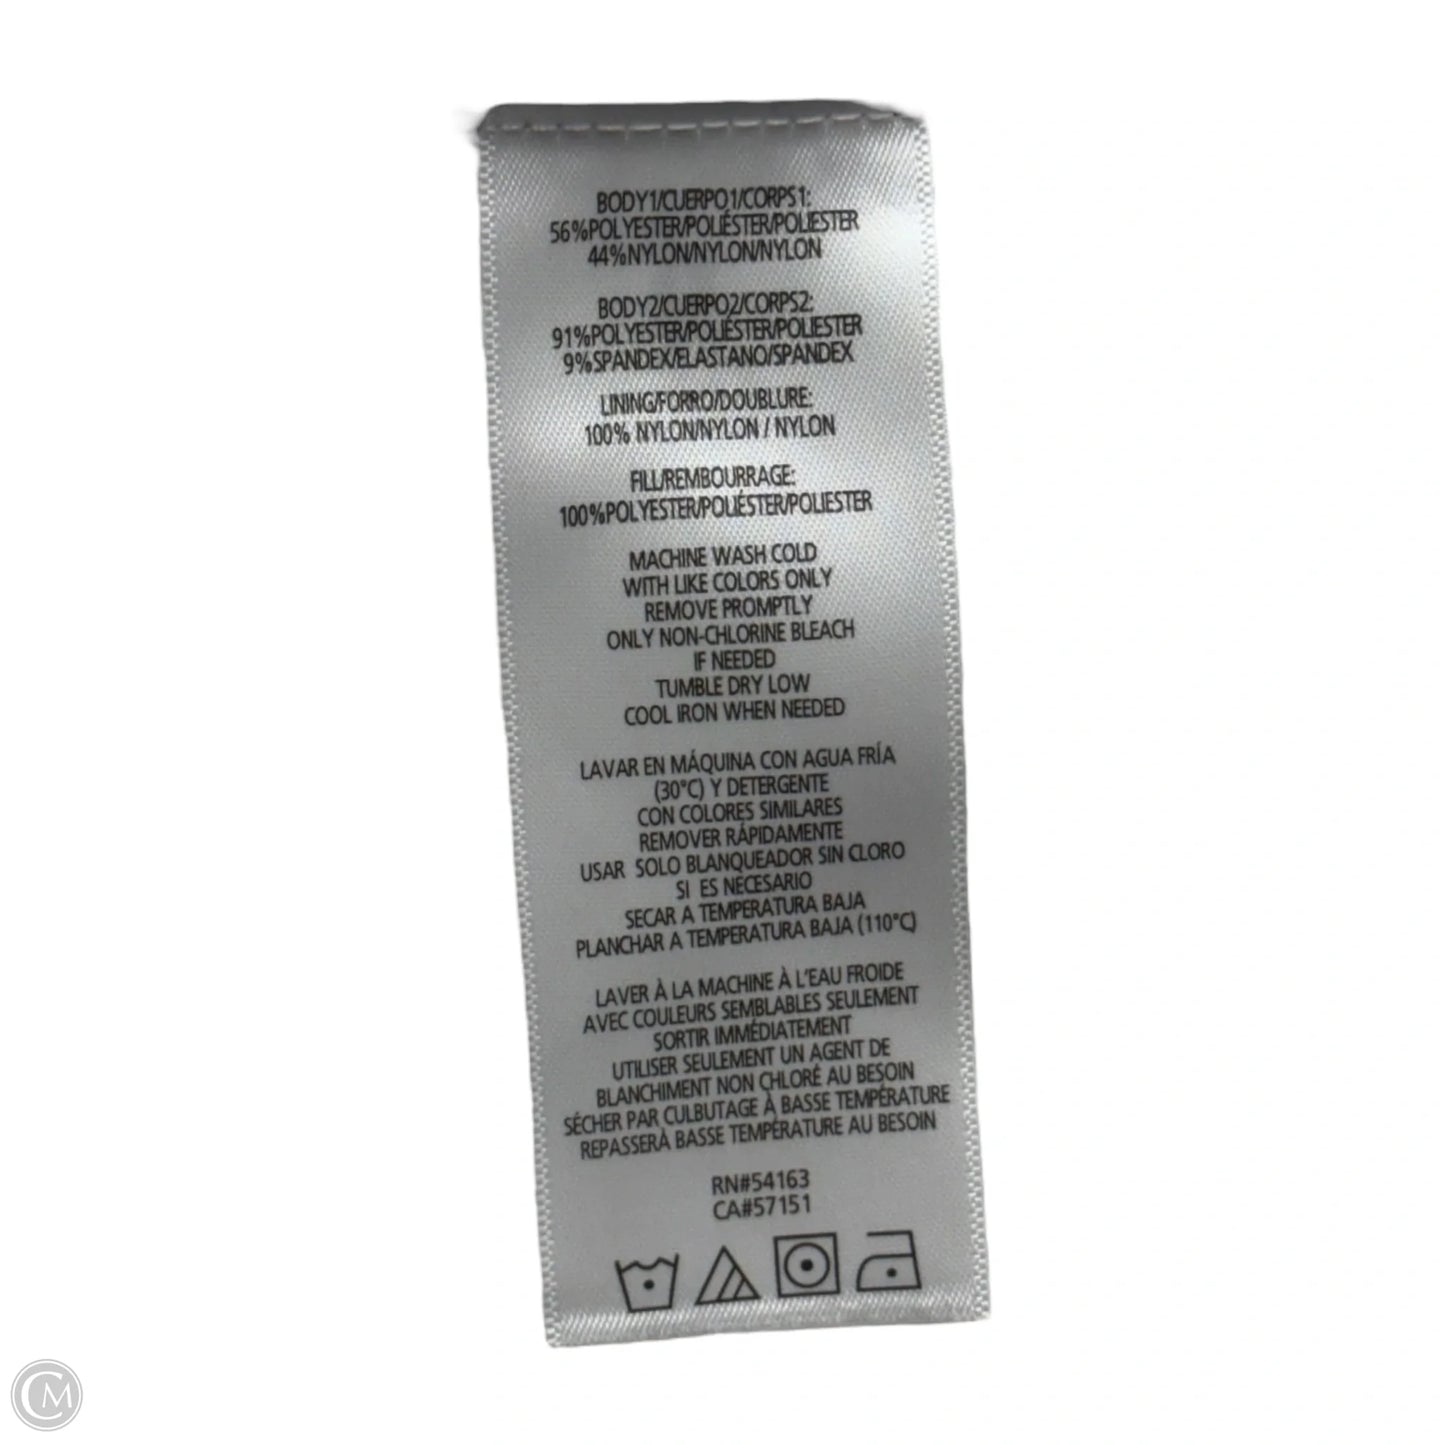 BODY1/CUERPO1/CORPS1:
56%POLYESTER/POLIÉSTER/POLIESTER
44%NYLON/NYLON/NYLON
BODY2/CUERPO2/CORPS2:
91%POLYESTER/POLIÉSTER/POLIESTER
9%SPANDEX/ELASTANO/SPANDEX
LINING/FORRO/DOUBLURE:
100% NYLON/NYLON / NYLON
FILL/REMBOURRAGE:
100%POLYESTER/POLIÉSTER/POLIESTER
MACHINE WASH COLD
WITH LIKE COLORS ONLY
REMOVE PROMPTLY
ONLY NON-CHLORINE BLEACH
IF NEEDED
TUMBLE DRY LOW
COOL IRON WHEN NEEDED
LAVAR EN MÁQUINA CON AGUA FRÍA
(30°C) Y DETERGENTE
CON COLORES SIMILARES
REMOVER RÁPIDAMENTE
USAR SOLO BLANQUEADOR SIN CLORO
SI ES NECESARIO
SECAR A TEMPERATURA BAJA
PLANCHAR A TEMPERATURA BAJA (110°C)
LAVER À LA MACHINE À L'EAU FROIDE
AVEC COULEURS SEMBLABLES SEULEMENT
SORTIR IMMÉDIATEMENT
UTILISER SEULEMENT UN AGENT DE
BLANCHIMENT NON CHLORÉ AU BESOIN
SÉCHER PAR CULBUTAGE À BASSE TEMPÉRATURE
REPASSERÀ BASSE TEMPÉRATURE AU BESOIN
RN#54163
CA#57151
CM